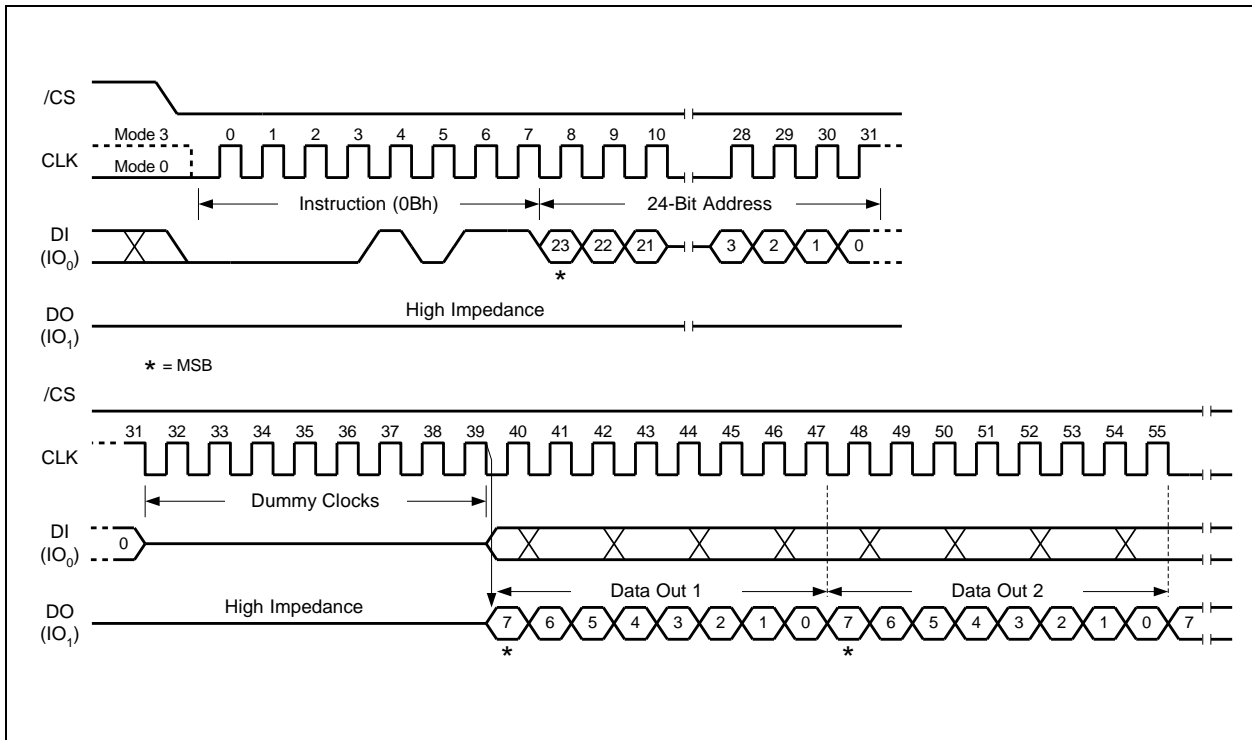 /CS
Mode 3 0 1 2 3 4 5 6 7 8 9 10 28 29 30 31
CLK
Mode 0
Instruction (0Bh) 24-Bit Address
DI
(IO0)
23 22 21 3 2 1 0
*
High Impedance
DO
(IO1)
* = MSB
/CS
31 32 33 34 35 36 37 38 39 40 41 42 43 44 45 46 47 48 49 50 51 52 53 54 55
CLK
Dummy Clocks
DI
(IO0)
0
Data Out 1 Data Out 2
High Impedance
DO
(IO1)
7 6 5 4 3 2 1 0 7 6 5 4 3 2 1 0 7
* *